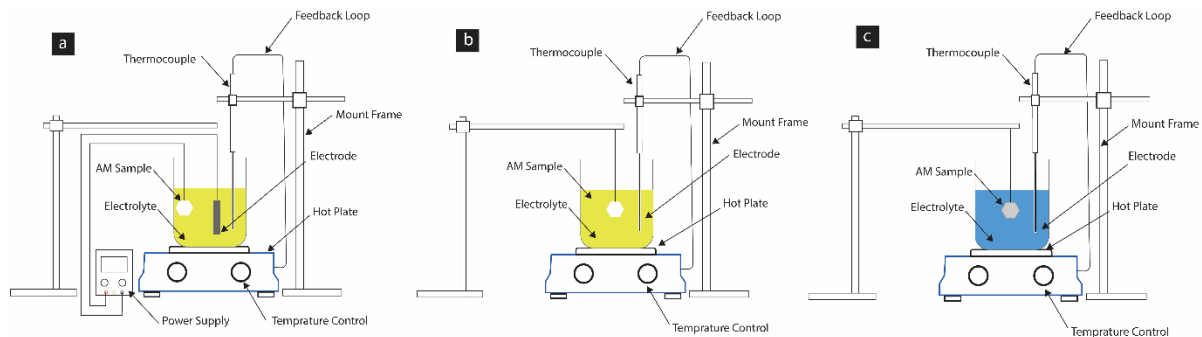 a
Feedback Loop
Thermocouple
Mount Frame
Electrode
AM Sample
Electrolyte
Hot Plate
Power Supply
Temprature Control
b
Feedback Loop
Thermocouple
Mount Frame
Electrode
AM Sample
Electrolyte
Hot Plate
Temprature Control
c
Feedback Loop
Thermocouple
Mount Frame
Electrode
AM Sample
Electrolyte
Hot Plate
Temprature Control